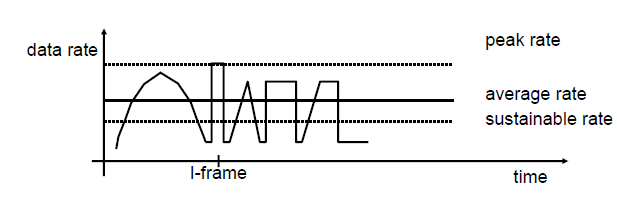 peak rate
data rate
average rate
sustainable rate
I-frame
time